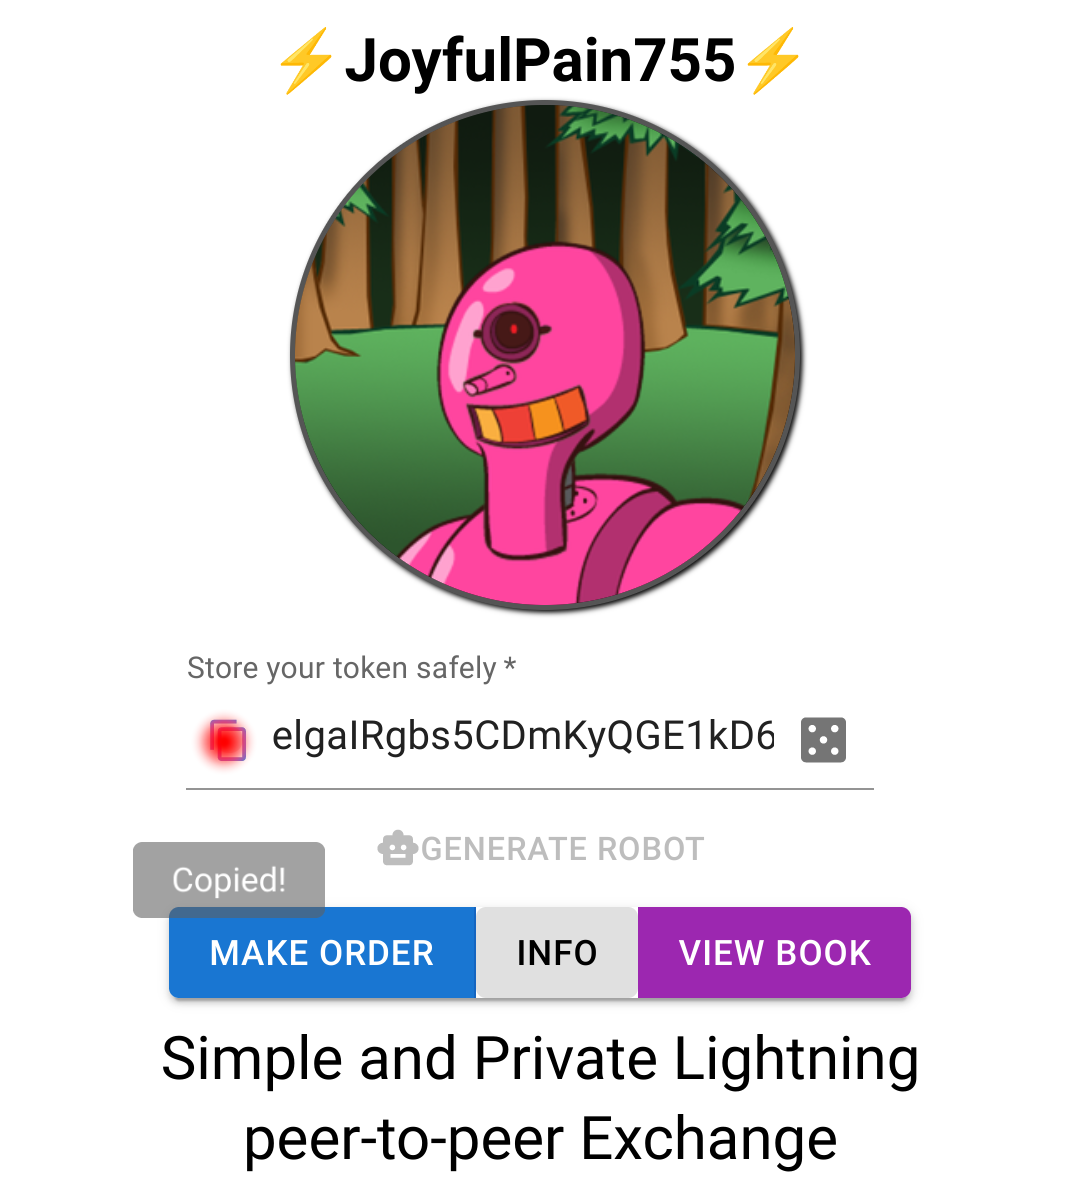 ⚡JoyfulPain755⚡
Store your token safely *
elgaIRgbs5CDmKyQGE1kD6
GENERATE ROBOT
Copied!
MAKE ORDER
INFO
VIEW BOOK
Simple and Private Lightning
peer-to-peer Exchange